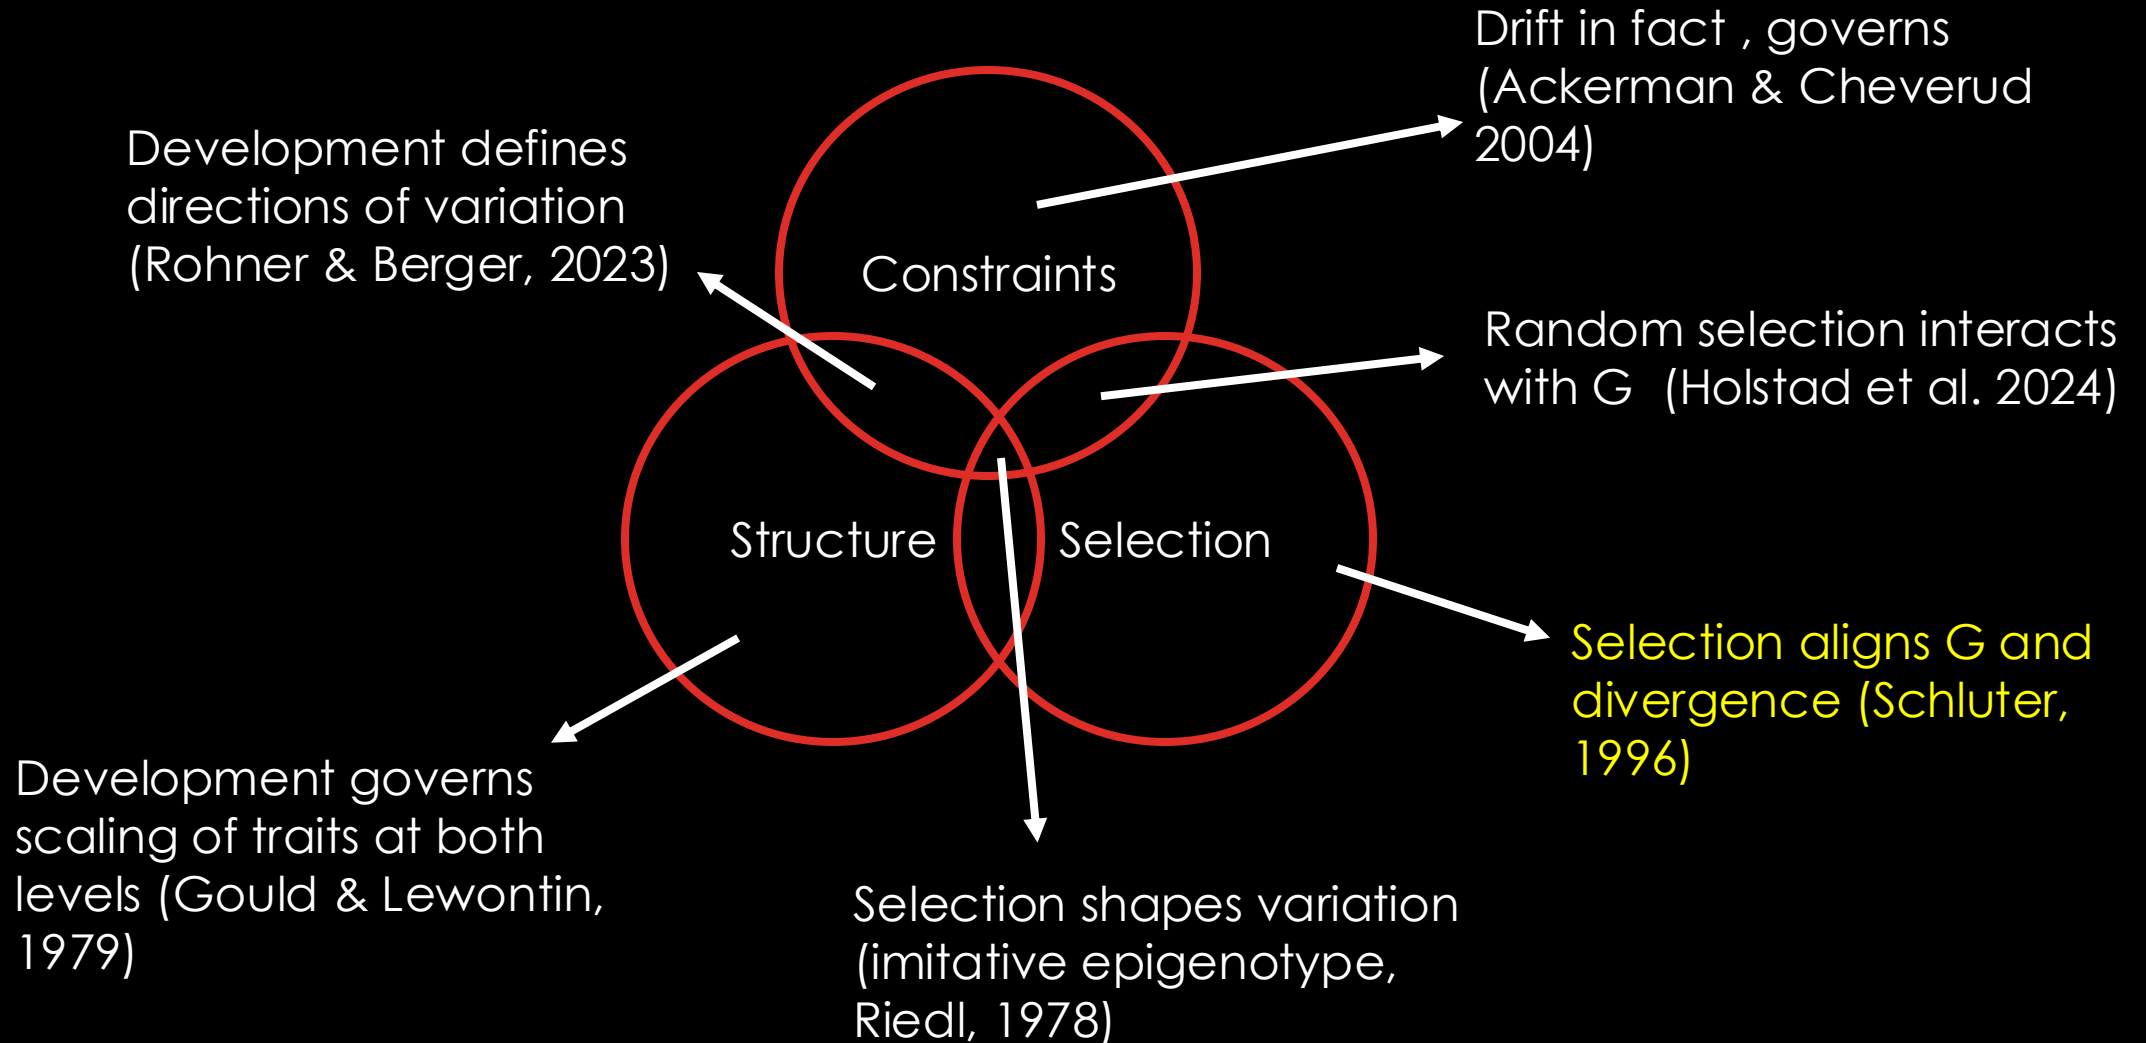 Drift in fact , governs
(Ackerman & Cheverud
2004)
Development defines
directions of variation
(Rohner & Berger, 2023)
Constraints
Random selection interacts
with G (Holstad et al. 2024)
Structure
Selection
Selection aligns G and
divergence (Schluter,
1996)
Development governs
scaling of traits at both
levels (Gould & Lewontin,
1979)
Selection shapes variation
(imitative epigenotype,
Riedl, 1978)